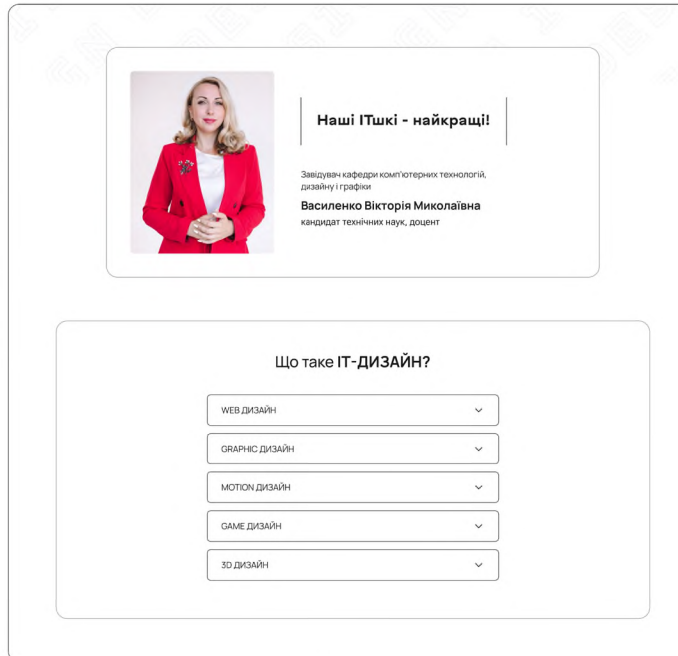 Наші ІТшкі - найкращі!
Завідувач кафедри комп'ютерних технологій,
дизайну і графіки
Василенко Вікторія Миколаївна
кандидат технічних наук, доцент
Що таке ІТ-ДИЗАЙН?
WEB ДИЗАЙН
GRAPHIC ДИЗАЙН
MOTION ДИЗАЙН
GAME ДИЗАЙН
3D ДИЗАЙН